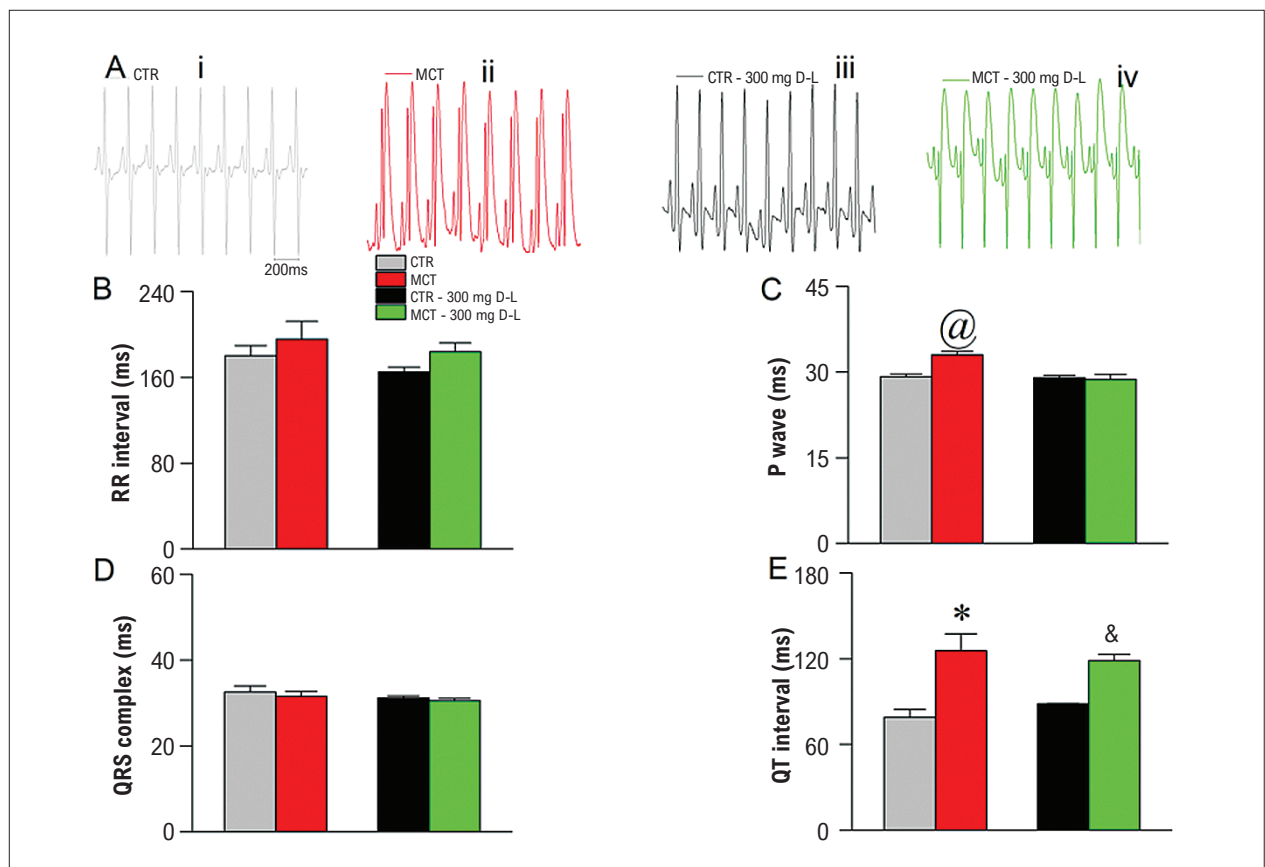 A CTR i
MCT ii
CTR - 300 mg D-L iii
MCT - 300 mg D-L iv
200ms
CTR
MCT
CTR - 300 mg D-L
MCT - 300 mg D-L
B
RR interval (ms)
240
160
80
0
C
P wave (ms)
45
30
15
0
@
D
QRS complex (ms)
60
40
20
0
E
QT interval (ms)
180
120
60
0
*
&